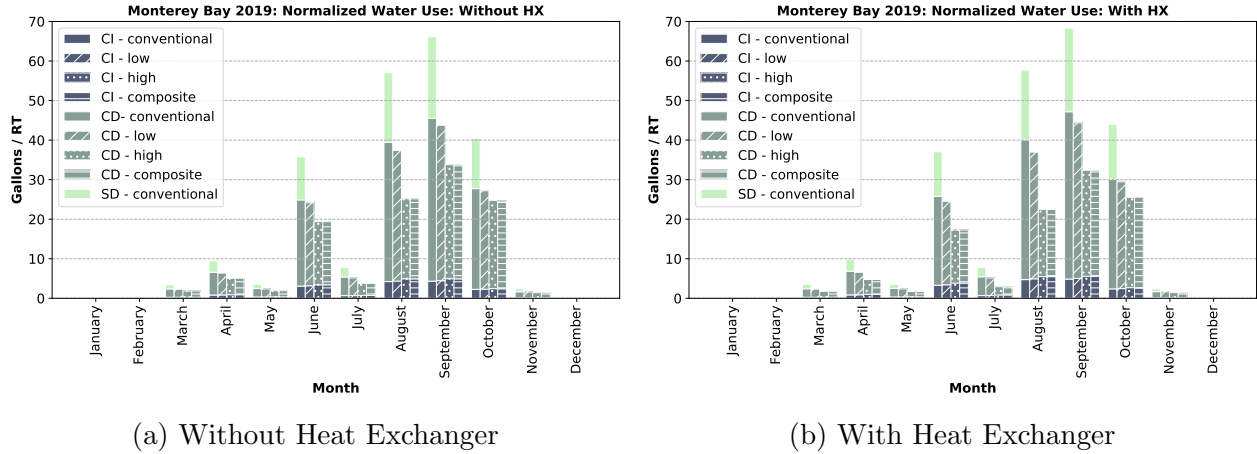 Monterey Bay 2019: Normalized Water Use: Without HX
70
60
50
40
30
20
10
0
Gallons / RT
CI - conventional
CI - low
CI - high
CI - composite
CD- conventional
CD - low
CD - high
CD - composite
SD - conventional
January
February
March
April
May
June
July
August
September
October
November
December
Month
(a) Without Heat Exchanger
Monterey Bay 2019: Normalized Water Use: With HX
70
60
50
40
30
20
10
0
Gallons / RT
CI - conventional
CI - low
CI - high
CI - composite
CD - conventional
CD - low
CD - high
CD - composite
SD - conventional
January
February
March
April
May
June
July
August
September
October
November
December
Month
(b) With Heat Exchanger